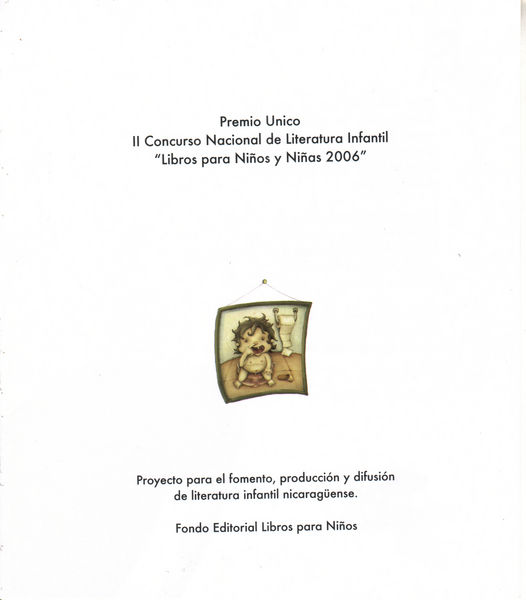 Premio Unico
II Concurso Nacional de Literatura Infantil
"Libros para Niños y Niñas 2006"
Proyecto para el fomento, producción y difusión
de literatura infantil nicaragüense.
Fondo Editorial Libros para Niños